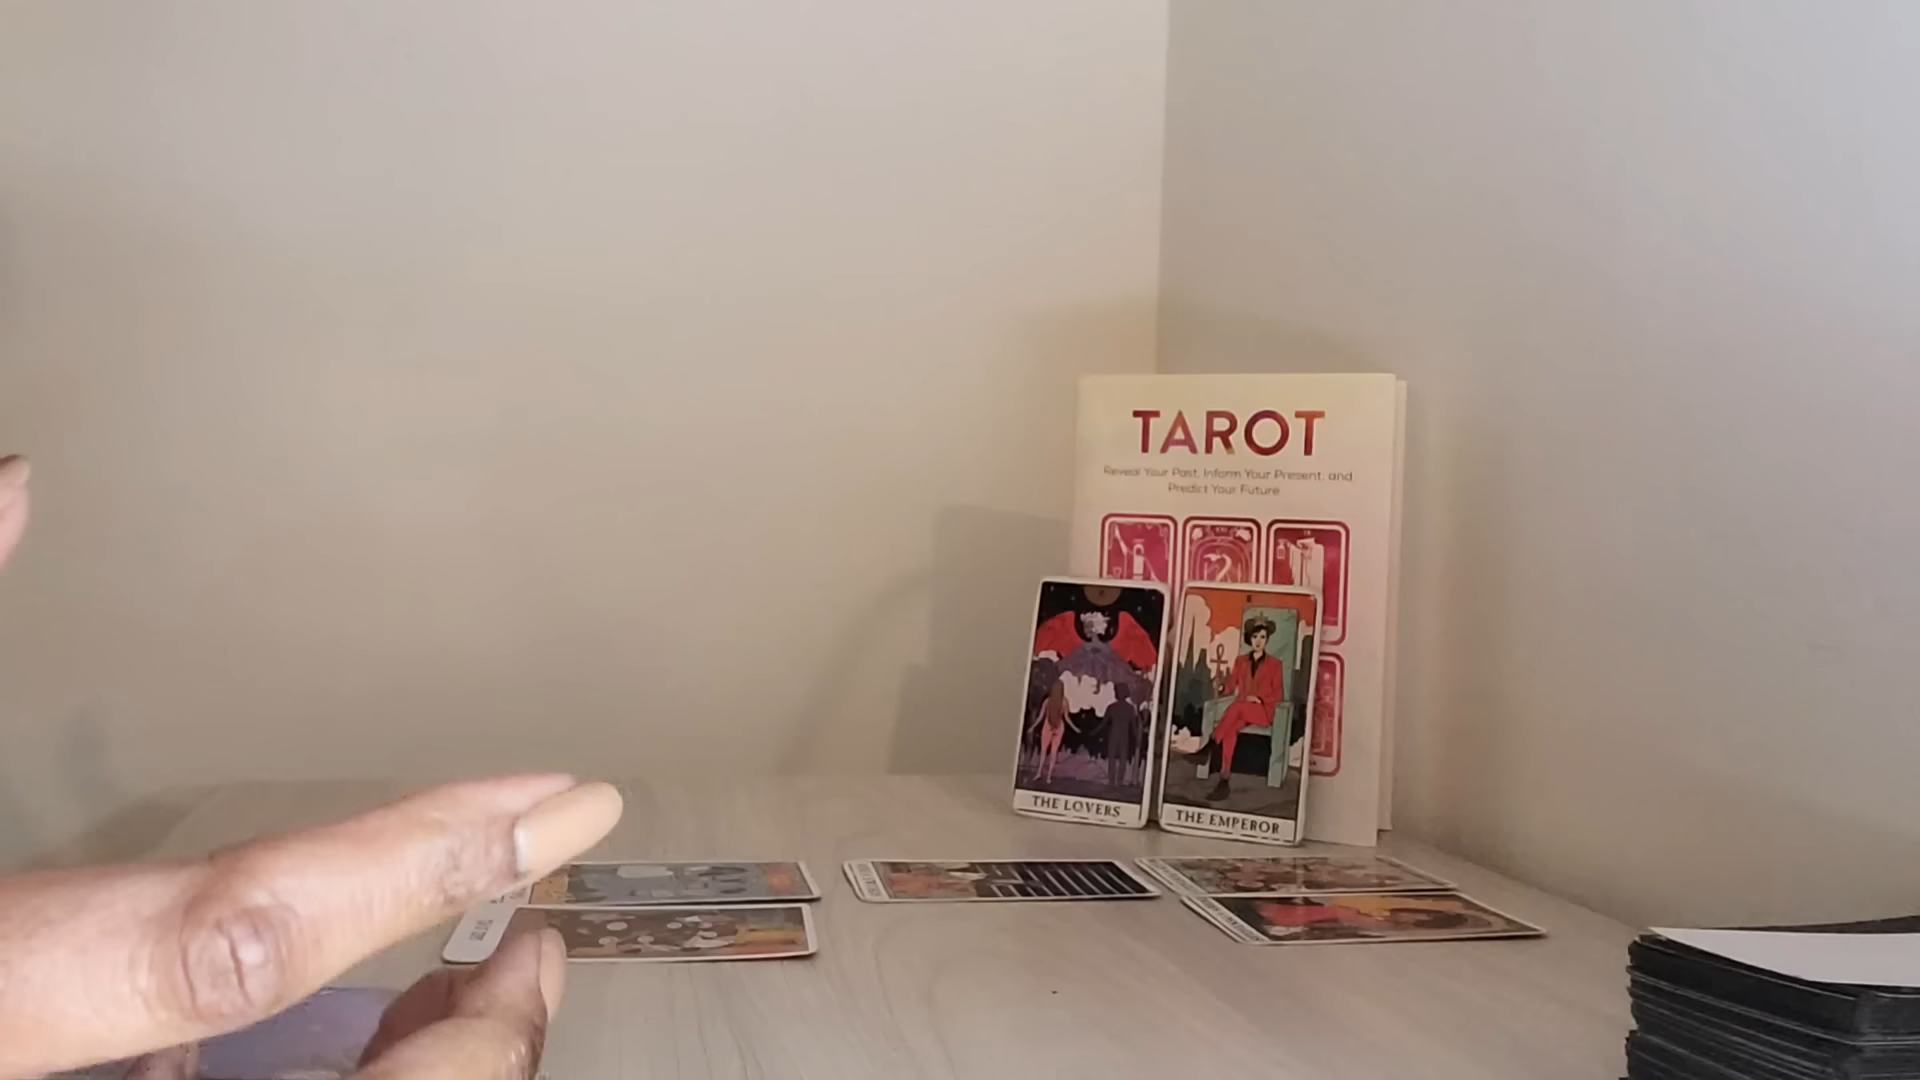 TAROT
Reveal Your Past, Inform Your Present, and
Predict Your Future
THE LOVERS
THE EMPEROR